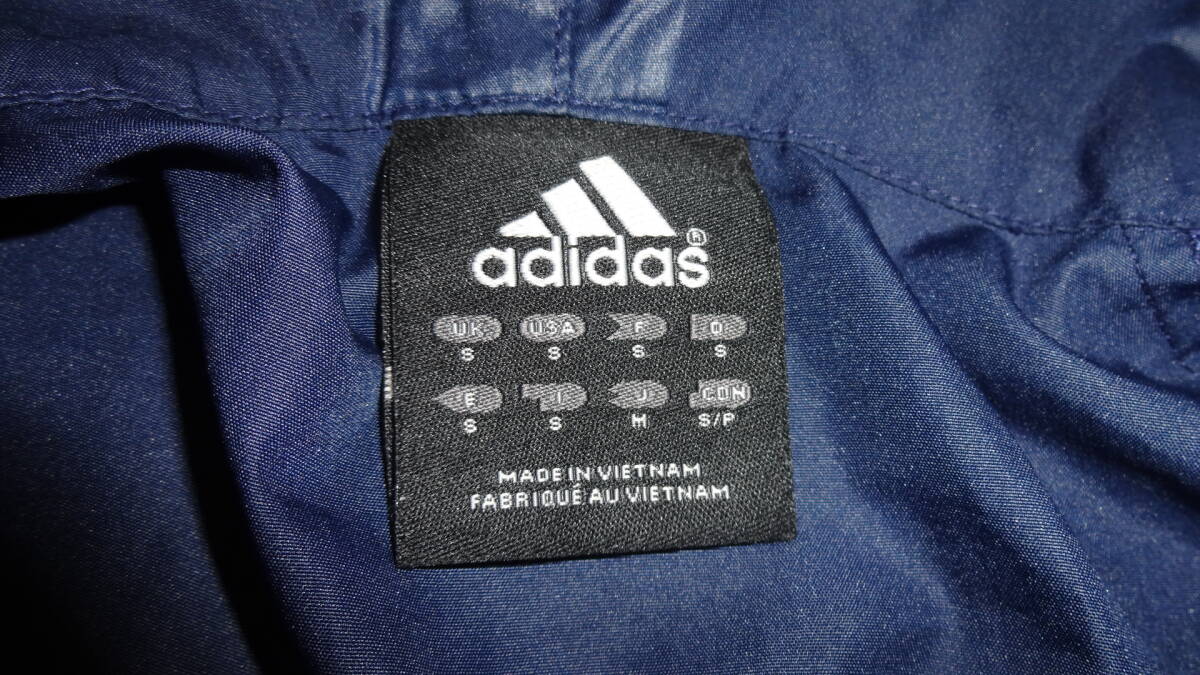 adidas®
UK USA F D
S S S S
E I J CDN
S S M S/P
MADE IN VIETNAM
FABRIQUÉ AU VIETNAM